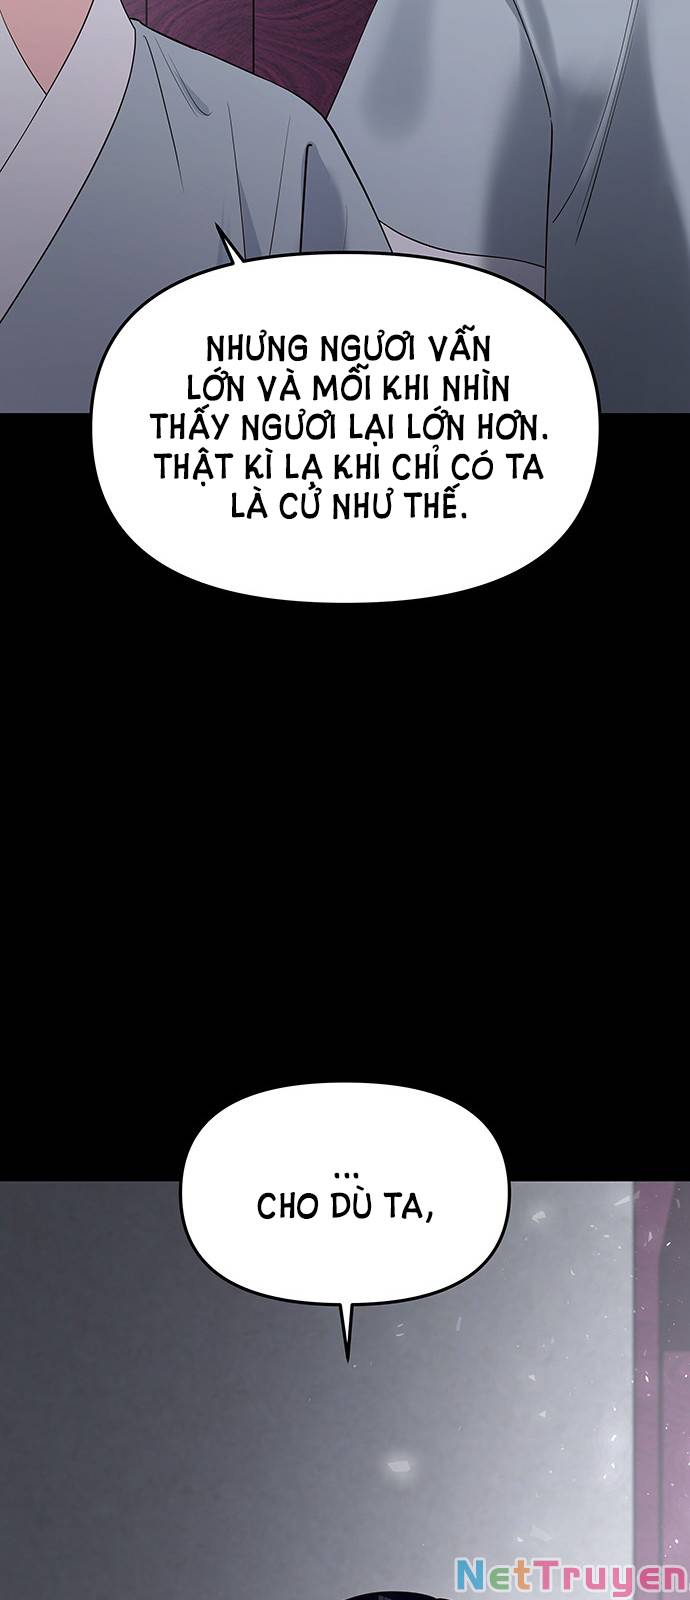 NHƯNG NGƯƠI VẪN
LỚN VÀ MỖI KHI NHÌN
THẤY NGƯƠI LẠI LỚN HƠN.
THẬT KÌ LẠ KHI CHỈ CÓ TA
LÀ CỨ NHƯ THẾ.
...
CHO DÙ TA,
NetTruyen